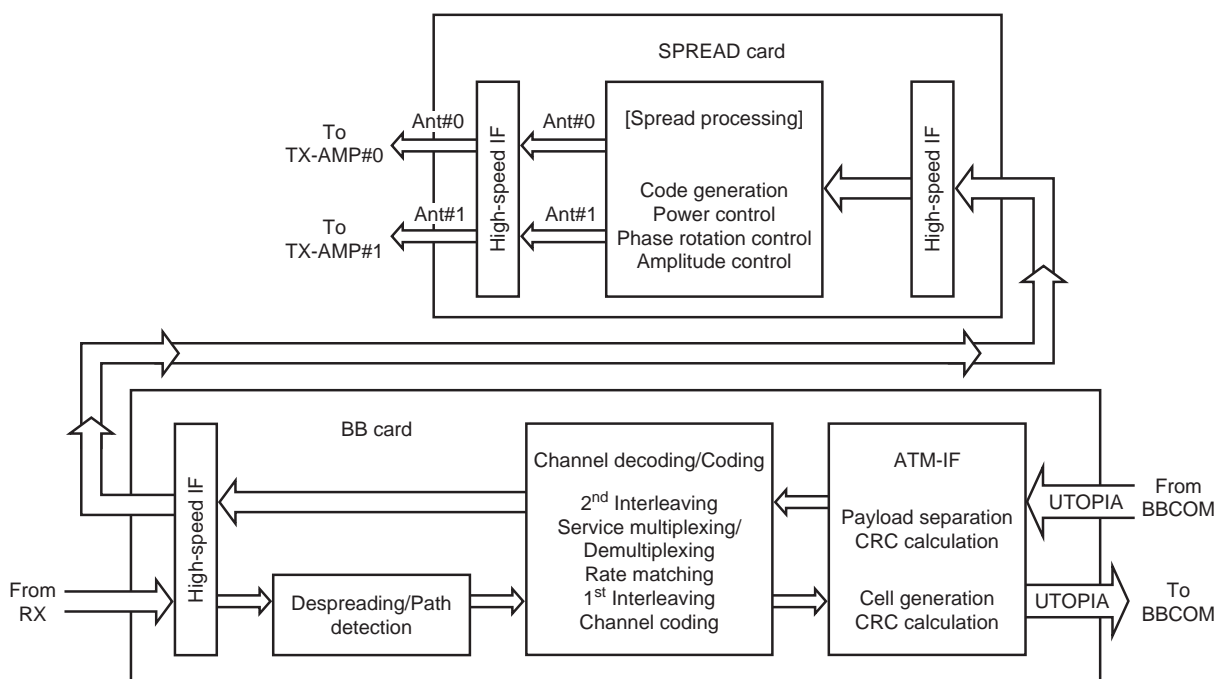 SPREAD card
To
TX-AMP#0
Ant#0
High-speed IF
Ant#0
[Spread processing]
Code generation
Power control
Phase rotation control
Amplitude control
High-speed IF
To
TX-AMP#1
Ant#1
Ant#1
BB card
High-speed IF
Channel decoding/Coding
2nd Interleaving
Service multiplexing/
Demultiplexing
Rate matching
1st Interleaving
Channel coding
ATM-IF
Payload separation
CRC calculation
Cell generation
CRC calculation
UTOPIA
From
BBCOM
UTOPIA
To
BBCOM
From
RX
Despreading/Path
detection